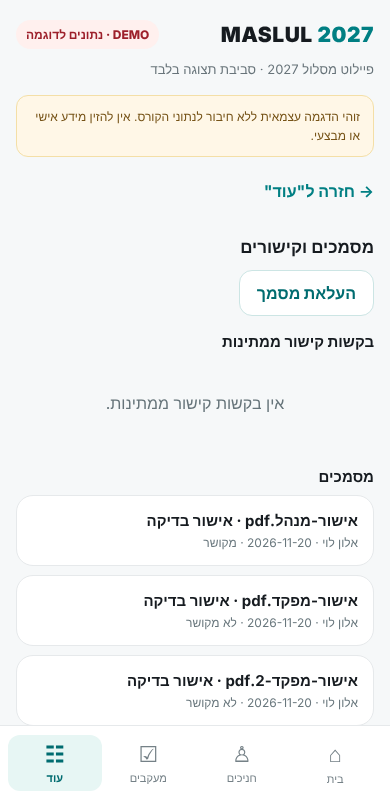 MASLUL 2027
DEMO · נתונים לדוגמה
פיילוט מסלול 2027 · סביבת תצוגה בלבד
זוהי הדגמה עצמאית ללא חיבור לנתוני הקורס. אין להזין מידע אישי
או מבצעי.
→ חזרה ל"עוד"
מסמכים וקישורים
העלאת מסמך
בקשות קישור ממתינות
אין בקשות קישור ממתינות.
מסמכים
אישור-מנהל.pdf · אישור בדיקה
אלון לוי · 2026-11-20 · מקושר
אישור-מפקד.pdf · אישור בדיקה
אלון לוי · 2026-11-20 · לא מקושר
אישור-מפקד-2.pdf · אישור בדיקה
אלון לוי · 2026-11-20 · לא מקושר
בית
חניכים
מעקבים
עוד